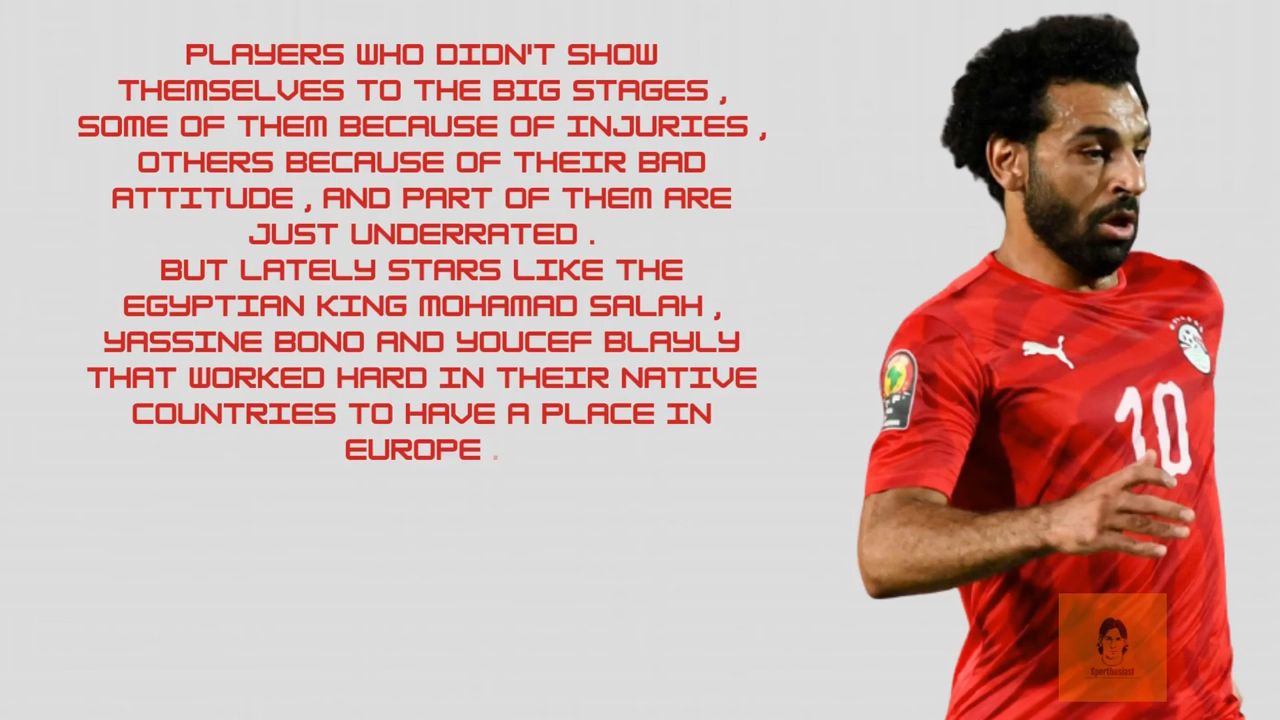 PLAYERS WHO DIDN'T SHOW
THEMSELVES TO THE BIG STAGES ,
SOME OF THEM BECAUSE OF INJURIES ,
OTHERS BECAUSE OF THEIR BAD
ATTITUDE , AND PART OF THEM ARE
JUST UNDERRATED .
BUT LATELY STARS LIKE THE
EGYPTIAN KING MOHAMAD SALAH ,
YASSINE BONO AND YOUCEF BLAYLY
THAT WORKED HARD IN THEIR NATIVE
COUNTRIES TO HAVE A PLACE IN
EUROPE .
10
Sporthusiast